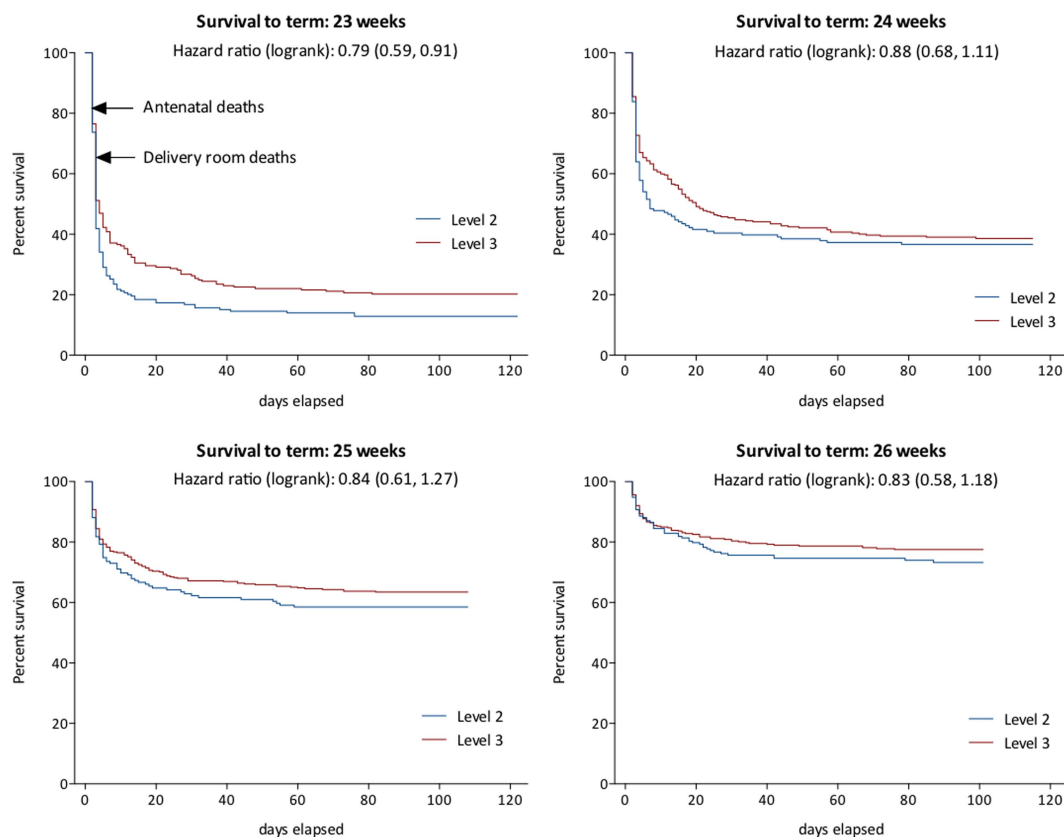 Survival to term: 23 weeks
Hazard ratio (logrank): 0.79 (0.59, 0.91)
100
80
60
40
20
0
Percent survival
Antenatal deaths
Delivery room deaths
Level 2
Level 3
0 20 40 60 80 100 120
days elapsed
Survival to term: 24 weeks
Hazard ratio (logrank): 0.88 (0.68, 1.11)
100
80
60
40
20
0
Percent survival
Level 2
Level 3
0 20 40 60 80 100 120
days elapsed
Survival to term: 25 weeks
Hazard ratio (logrank): 0.84 (0.61, 1.27)
100
80
60
40
20
0
Percent survival
Level 2
Level 3
0 20 40 60 80 100 120
days elapsed
Survival to term: 26 weeks
Hazard ratio (logrank): 0.83 (0.58, 1.18)
100
80
60
40
20
0
Percent survival
Level 2
Level 3
0 20 40 60 80 100 120
days elapsed